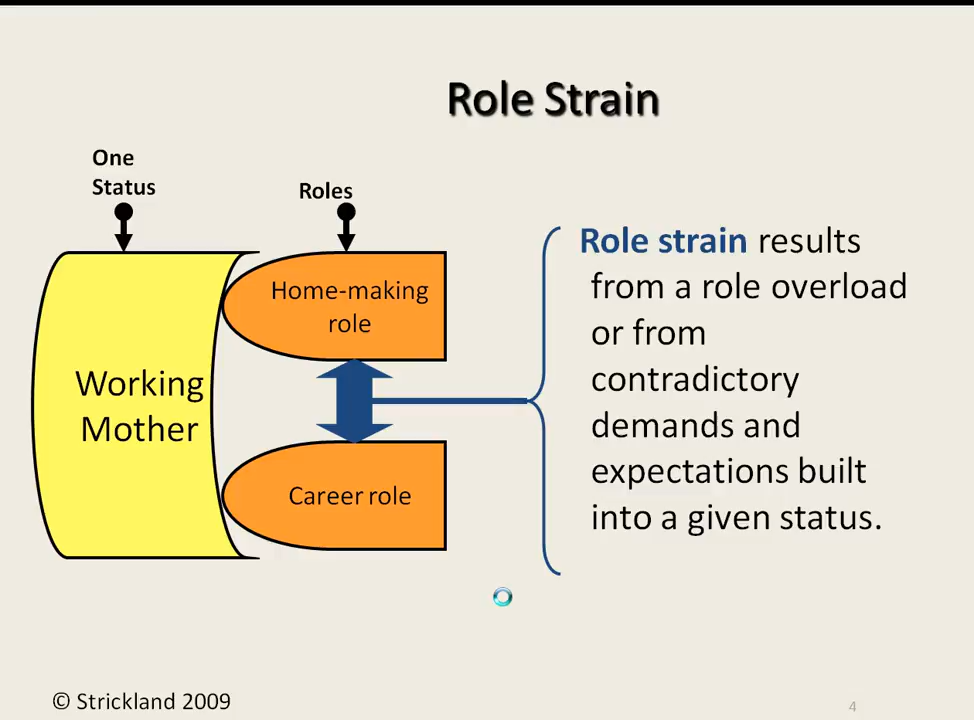 Role Strain
One
Status
Roles
Home-making
role
Working
Mother
Career role
Role strain results
from a role overload
or from
contradictory
demands and
expectations built
into a given status.
© Strickland 2009
4